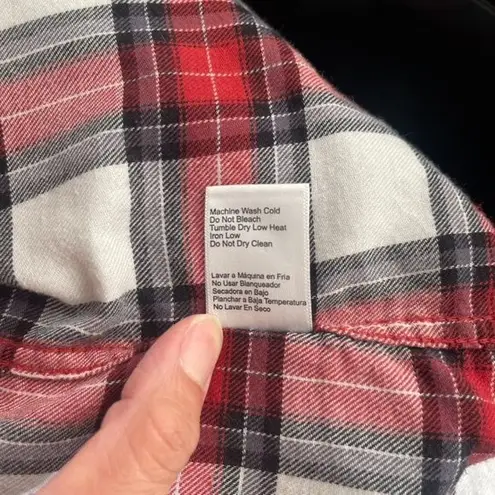 Machine Wash Cold
Do Not Bleach
Tumble Dry Low Heat
Iron Low
Do Not Dry Clean
Lavar a Máquina en Fria
No Usar Blanqueador
Secadora en Bajo
Planchar a Baja Temperatura
No Lavar En Seco